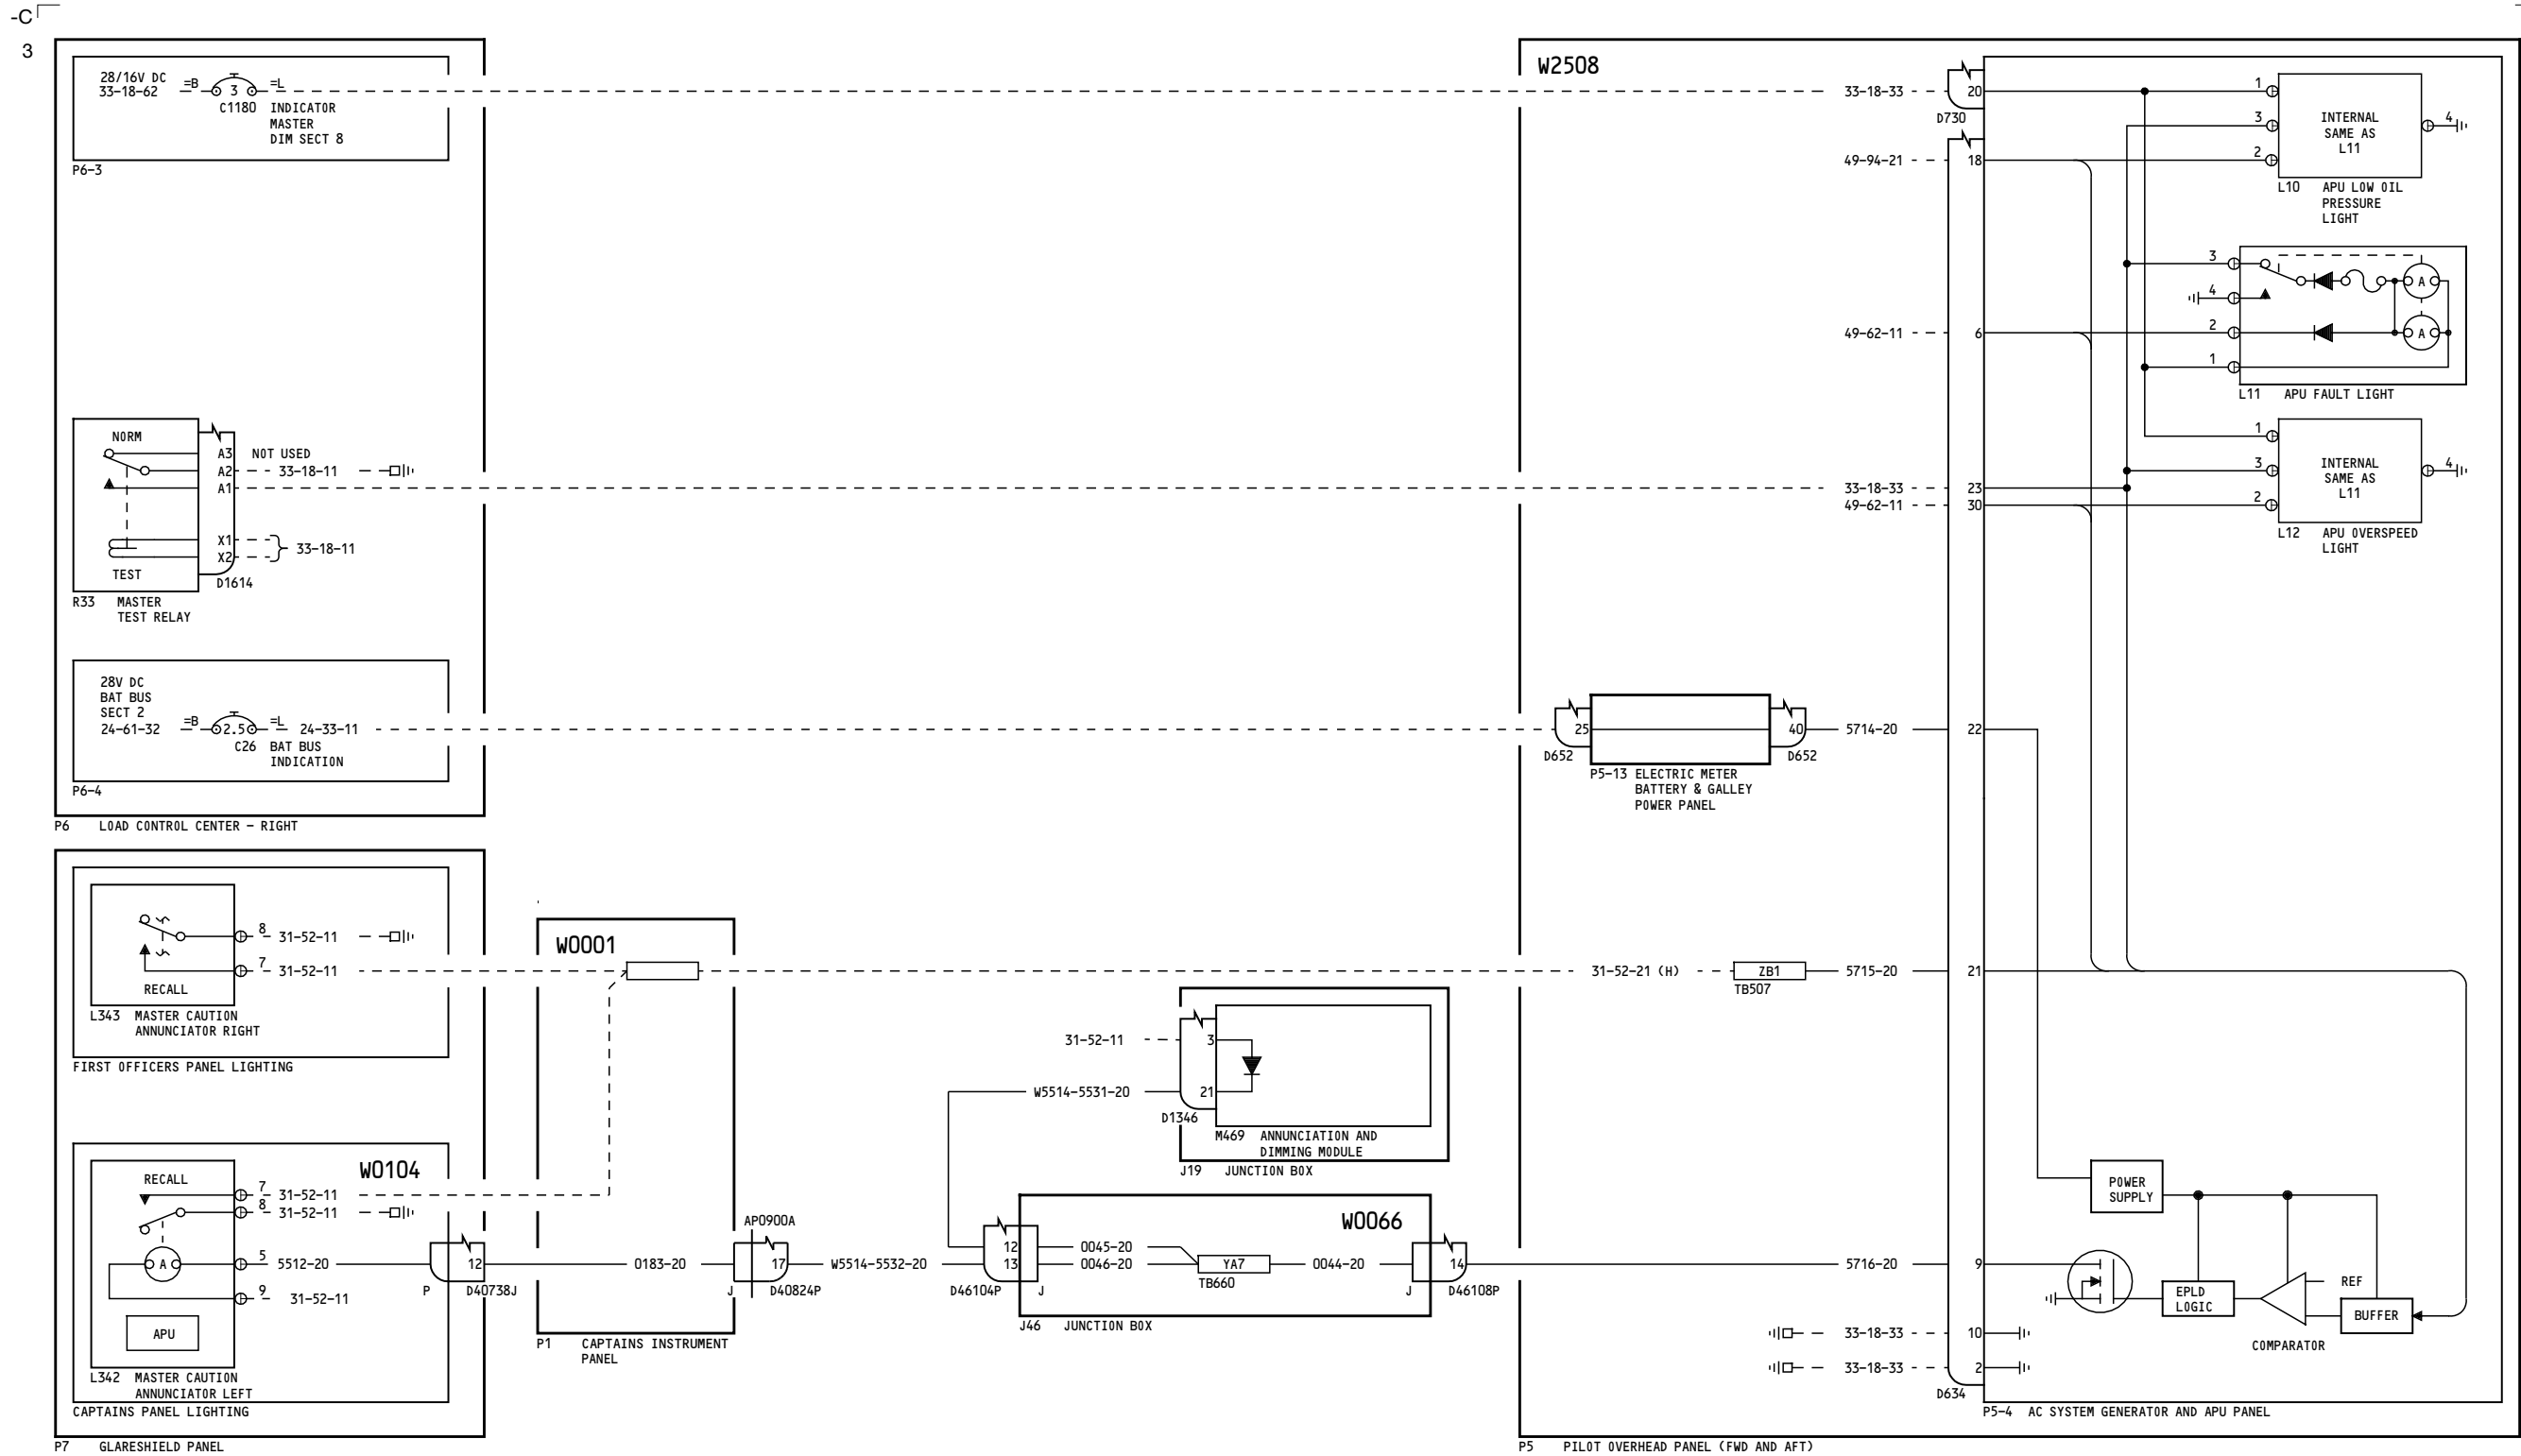 -C
3
28/16V DC
33-18-62
=B
3
=L
C1180 INDICATOR
MASTER
DIM SECT 8
P6-3
NORM
A3 NOT USED
A2 33-18-11
A1
X1
33-18-11
X2
TEST
D1614
R33 MASTER
TEST RELAY
28V DC
BAT BUS
SECT 2
24-61-32
=B
2.5
=L
24-33-11
C26 BAT BUS
INDICATION
P6-4
P6 LOAD CONTROL CENTER - RIGHT
8 31-52-11
7 31-52-11
RECALL
L343 MASTER CAUTION
ANNUNCIATOR RIGHT
FIRST OFFICERS PANEL LIGHTING
W0104
RECALL
7 31-52-11
8 31-52-11
A
5 5512-20
9 31-52-11
APU
L342 MASTER CAUTION
ANNUNCIATOR LEFT
CAPTAINS PANEL LIGHTING
P7 GLARESHIELD PANEL
12
P D40738J
W0001
0183-20
P1 CAPTAINS INSTRUMENT
PANEL
AP0900A
17
J D40824P
W5514-5532-20
31-52-11
3
W5514-5531-20
21
D1346
M469 ANNUNCIATION AND
DIMMING MODULE
J19 JUNCTION BOX
W0066
12 0045-20
13 0046-20
YA7
TB660
0044-20
14
D46104P J
J D46108P
J46 JUNCTION BOX
W2508
33-18-33 20
D730
49-94-21 18
49-62-11 6
33-18-33 23
49-62-11 30
25
D652
40
D652
5714-20 22
P5-13 ELECTRIC METER
BATTERY & GALLEY
POWER PANEL
31-52-21 (H)
ZB1
TB507
5715-20 21
5716-20 9
33-18-33 10
33-18-33 2
D634
1
3
2
INTERNAL
SAME AS
L11
4
L10 APU LOW OIL
PRESSURE
LIGHT
3
4
2
1
A
A
L11 APU FAULT LIGHT
1
3
2
INTERNAL
SAME AS
L11
4
L12 APU OVERSPEED
LIGHT
POWER
SUPPLY
EPLD
LOGIC
REF
BUFFER
COMPARATOR
P5-4 AC SYSTEM GENERATOR AND APU PANEL
P5 PILOT OVERHEAD PANEL (FWD AND AFT)